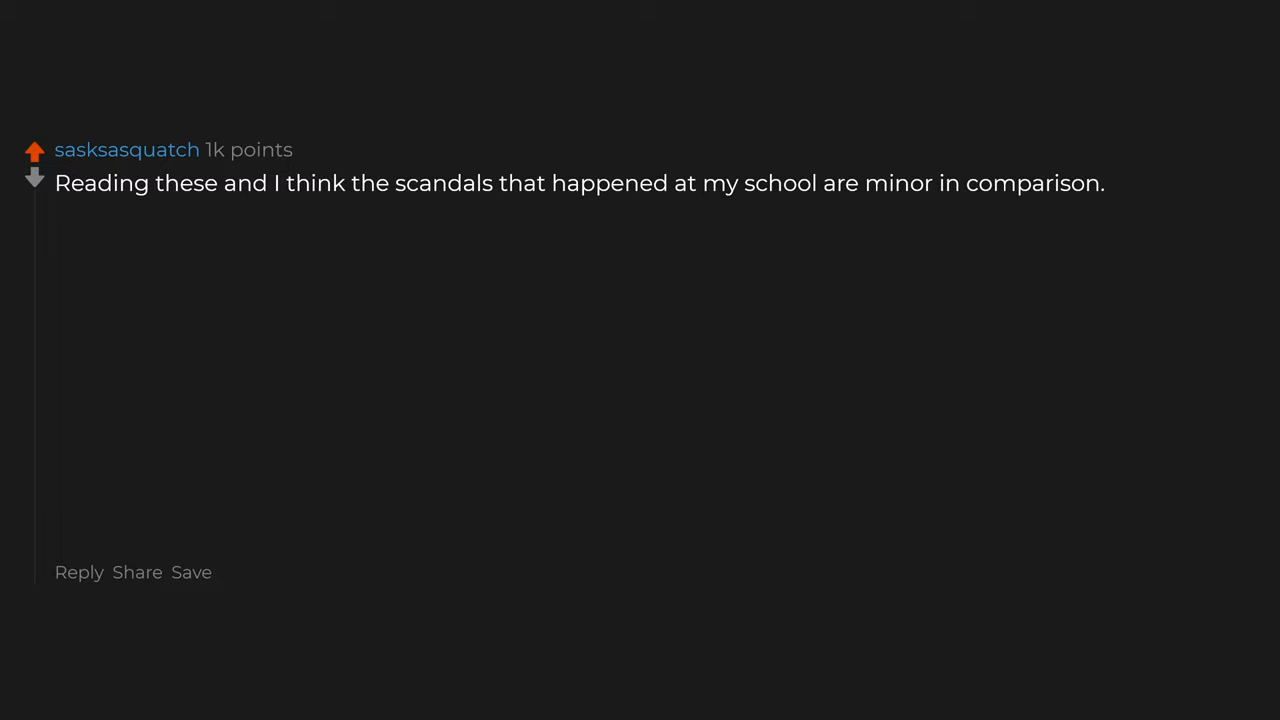 sasksasquatch 1k points
Reading these and I think the scandals that happened at my school are minor in comparison.
Reply Share Save